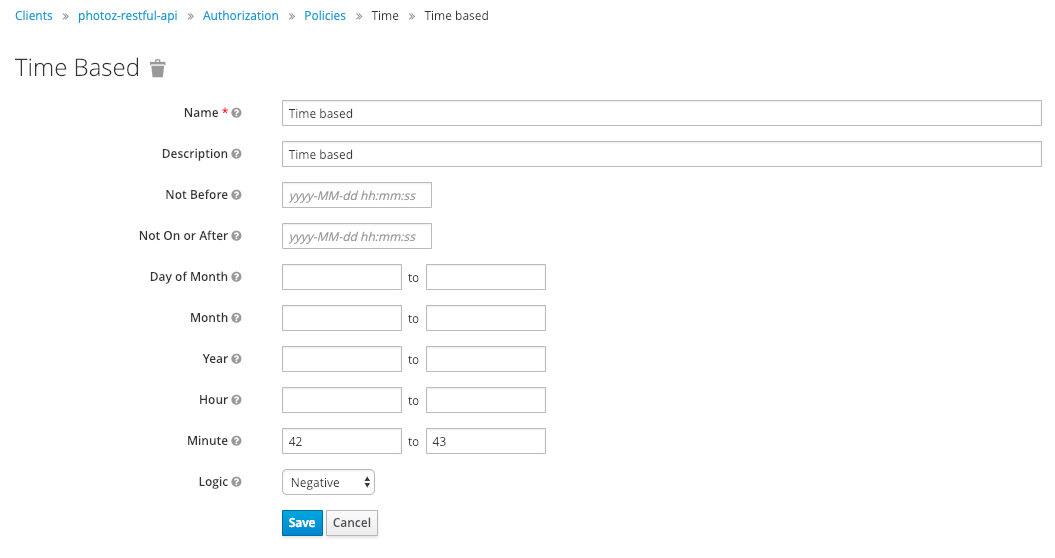 Clients » photoz-restful-api » Authorization » Policies » Time » Time based
Time Based
Name * Time based
Description Time based
Not Before yyyy-MM-dd hh:mm:ss
Not On or After yyyy-MM-dd hh:mm:ss
Day of Month to
Month to
Year to
Hour to
Minute 42 to 43
Logic Negative
Save Cancel